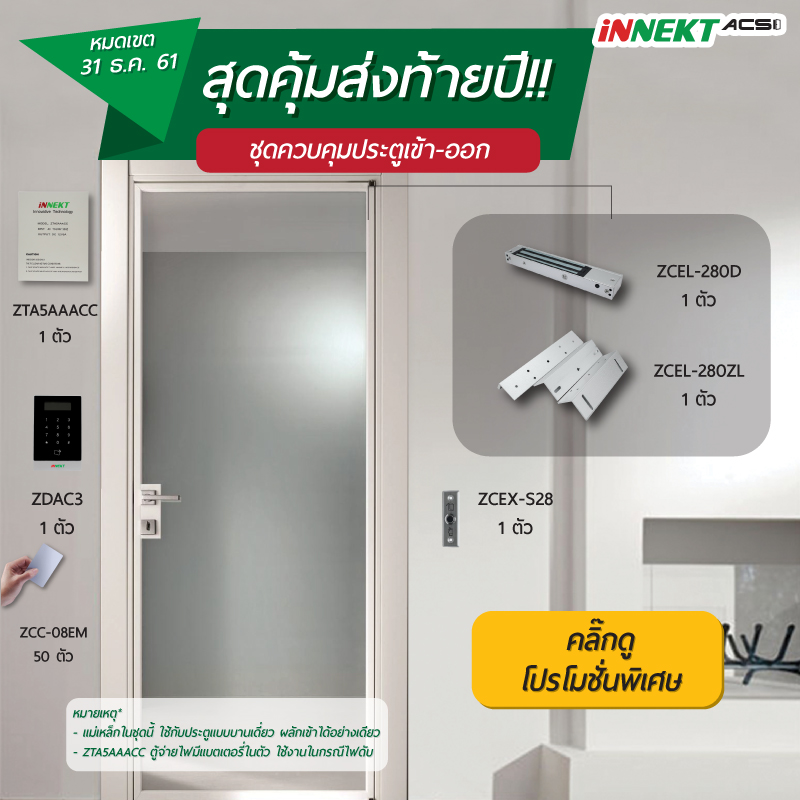 หมดเขต
31 ธ.ค. 61
iNNEKT ACSi
สุดคุ้มส่งท้ายปี!!
ชุดควบคุมประตูเข้า-ออก
iNNEKT
Innovative Technology
ZTA5AAACC
1 ตัว
ZCEL-280D
1 ตัว
ZCEL-280ZL
1 ตัว
iNNEKT
ZDAC3
1 ตัว
ZCEX-S28
1 ตัว
ZCC-08EM
50 ตัว
คลิ๊กดู
โปรโมชั่นพิเศษ
หมายเหตุ*
- แม่เหล็กในชุดนี้ ใช้กับประตูแบบบานเดี่ยว ผลักเข้าได้อย่างเดียว
- ZTA5AAACC ตู้จ่ายไฟมีแบตเตอรี่ในตัว ใช้งานในกรณีไฟดับ